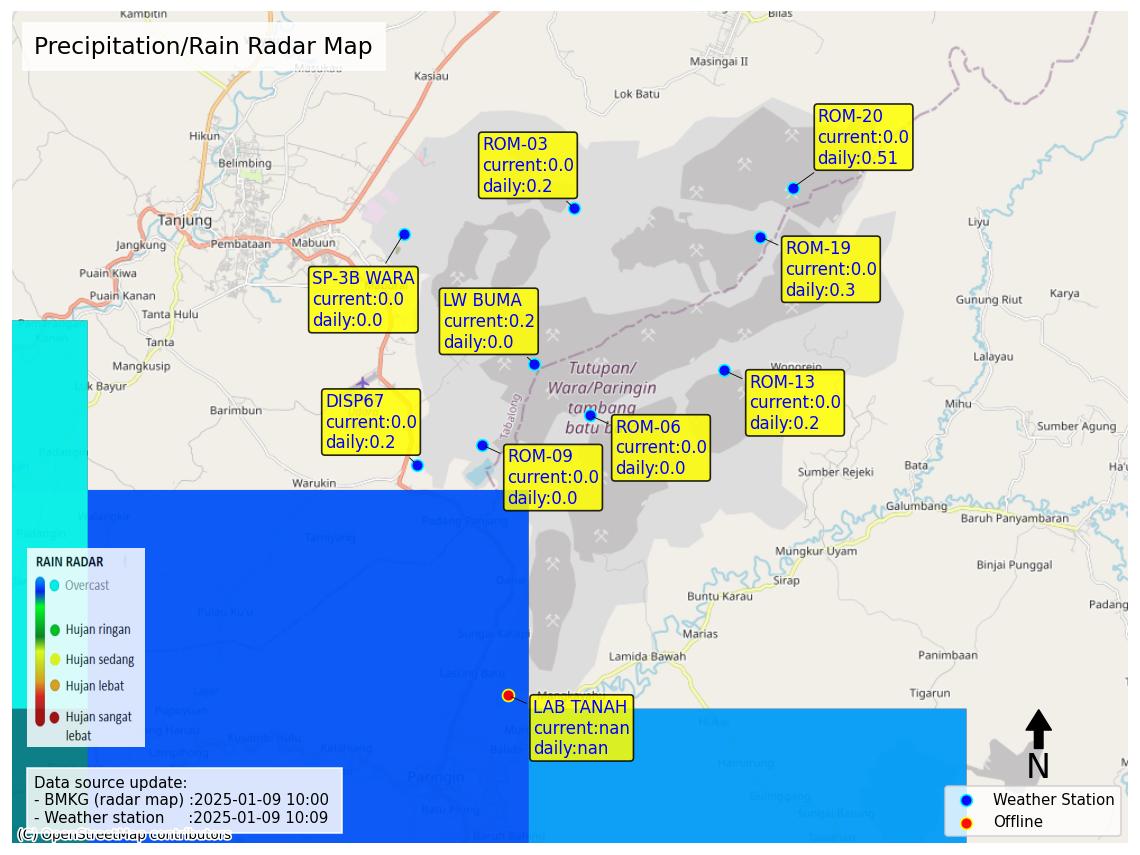 Precipitation/Rain Radar Map
Kambitin
Bilas
Masukau
Kasiau
Masingai II
Lok Batu
Hikun
Belimbing
Tanjung
Jangkung
Pembataan
Mabuun
Puain Kiwa
Puain Kanan
Tanta Hulu
Tanta
Mangkusip
Luk Bayur
Barimbun
Warukin
Pamarangan
Kanan
ROM-03
current:0.0
daily:0.2
ROM-20
current:0.0
daily:0.51
ROM-19
current:0.0
daily:0.3
SP-3B WARA
current:0.0
daily:0.0
LW BUMA
current:0.2
daily:0.0
DISP67
current:0.0
daily:0.2
ROM-09
current:0.0
daily:0.0
ROM-06
current:0.0
daily:0.0
ROM-13
current:0.0
daily:0.2
LAB TANAH
current:nan
daily:nan
Tutupan/
Wara/Paringin
tambang
batu b
Tabalong
Wonorejo
Liyu
Gunung Riut
Karya
Lalayau
Mihu
Sumber Agung
Sumber Rejeki
Bata
Ha'u
Galumbang
Baruh Panyambaran
Mungkur Uyam
Binjai Punggal
Sirap
Buntu Karau
Padang
Marias
Lamida Bawah
Panimbaan
Tigarun
Padang Panjang
Tamiyang
Paringin
RAIN RADAR
Overcast
Hujan ringan
Hujan sedang
Hujan lebat
Hujan sangat
lebat
Data source update:
- BMKG (radar map) :2025-01-09 10:00
- Weather station :2025-01-09 10:09
(C) OpenStreetMap contributors
N
Weather Station
Offline